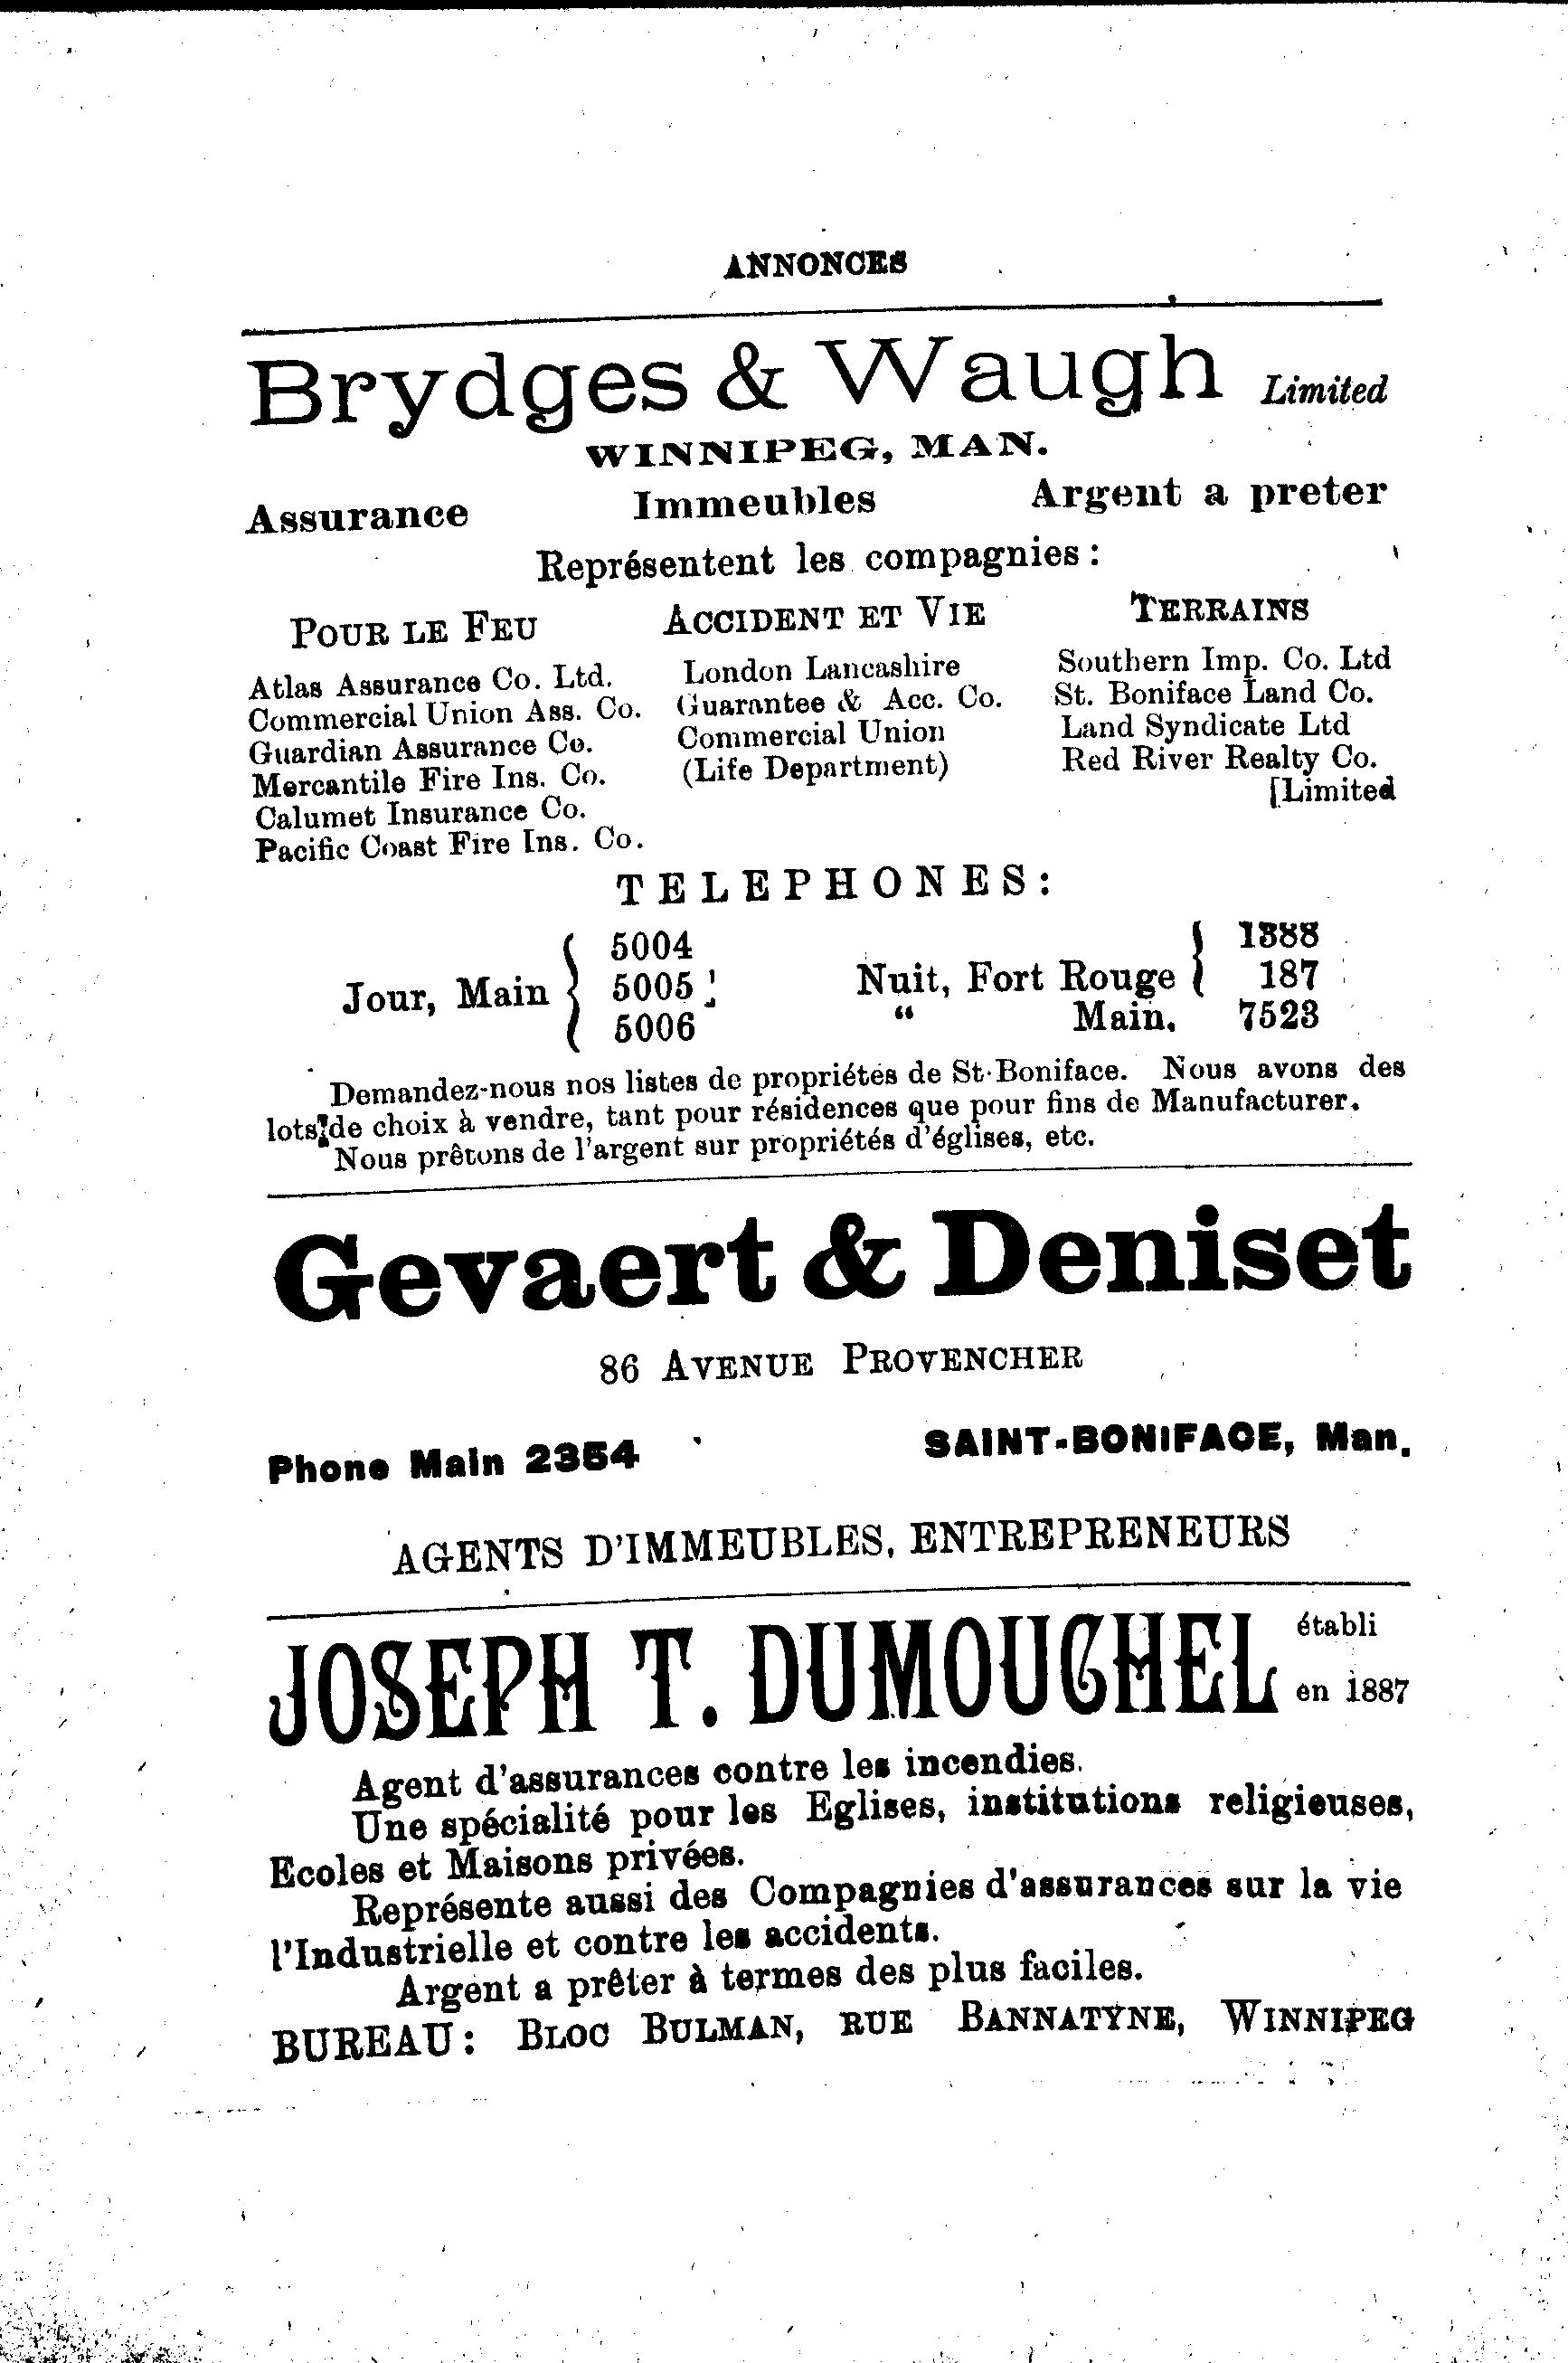 ANNONCES
Brydges & Waugh Limited
WINNIPEG, MAN.
Assurance Immeubles Argent a preter
Représentent les compagnies:
POUR LE FEU ACCIDENT ET VIE TERRAINS
Atlas Assurance Co. Ltd. London Lancashire Southern Imp. Co. Ltd
Commercial Union Ass. Co. Guarantee & Acc. Co. St. Boniface Land Co.
Guardian Assurance Co. Commercial Union Land Syndicate Ltd
Mercantile Fire Ins. Co. (Life Department) Red River Realty Co.
Calumet Insurance Co. [Limited
Pacific Coast Fire Ins. Co.
TELEPHONES:
5004 1388
Jour, Main 5005 Nuit, Fort Rouge 187
5006 “ Main. 7523
Demandez-nous nos listes de propriétés de St-Boniface. Nous avons des
lots de choix à vendre, tant pour résidences que pour fins de Manufacturer.
Nous prêtons de l'argent sur propriétés d'églises, etc.
Gevaert & Deniset
86 AVENUE PROVENCHER
Phone Main 2354 SAINT-BONIFACE, Man.
AGENTS D'IMMEUBLES, ENTREPRENEURS
JOSEPH T. DUMOUCHEL établi
en 1887
Agent d'assurances contre les incendies.
Une spécialité pour les Eglises, institutions religieuses,
Ecoles et Maisons privées.
Représente aussi des Compagnies d'assurances sur la vie
l'Industrielle et contre les accidents.
Argent a prêter à termes des plus faciles.
BUREAU: BLOC BULMAN, RUE BANNATYNE, WINNIPEG